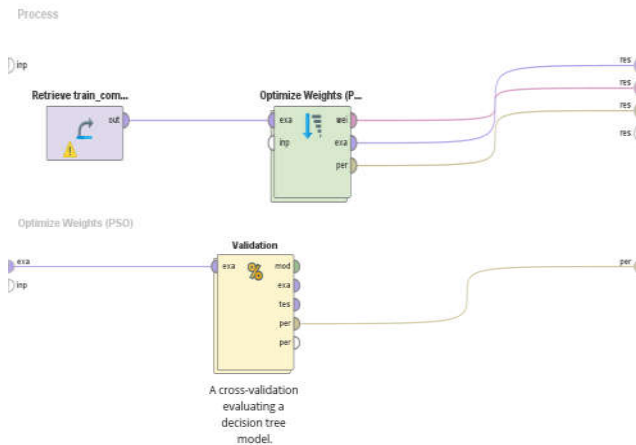 Process
inp
res
Retrieve train_com...
Optimize Weights (P...
res
out
exa
wei
res
inp
exa
res
per
Optimize Weights (PSO)
Validation
exa
exa
mod
per
inp
exa
tes
per
per
A cross-validation
evaluating a
decision tree
model.